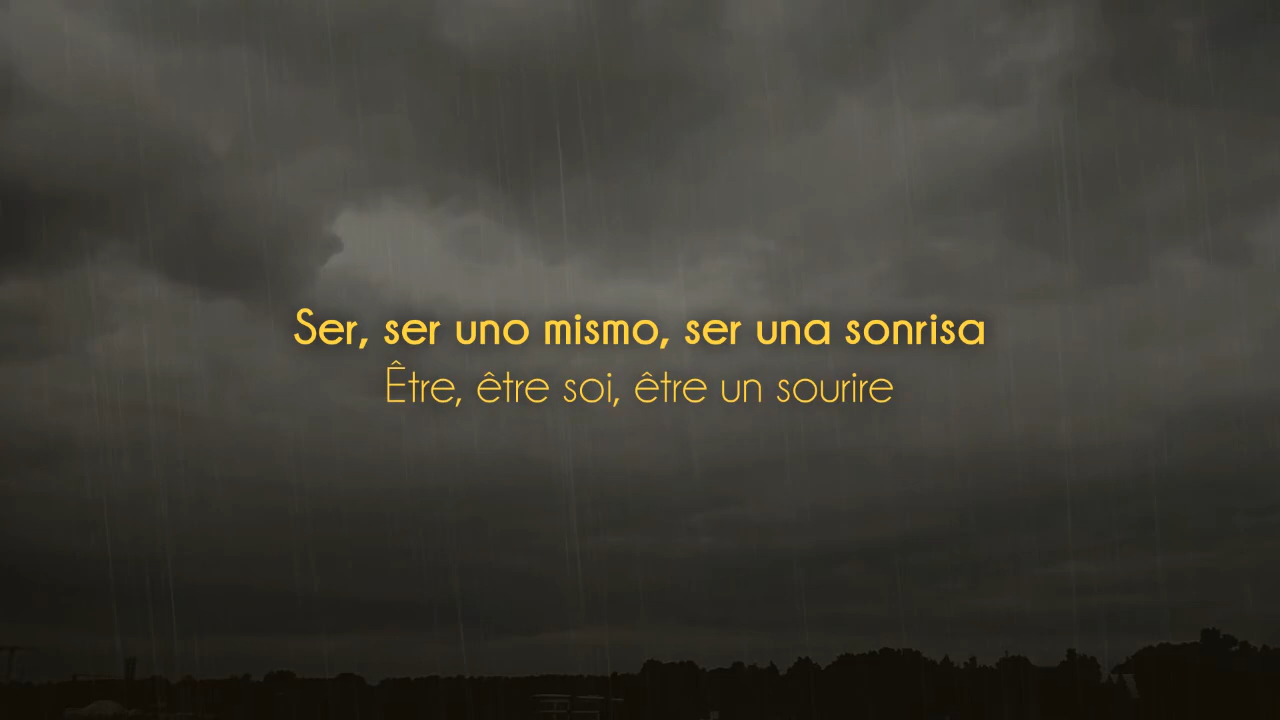 Ser, ser uno mismo, ser una sonrisa
Être, être soi, être un sourire